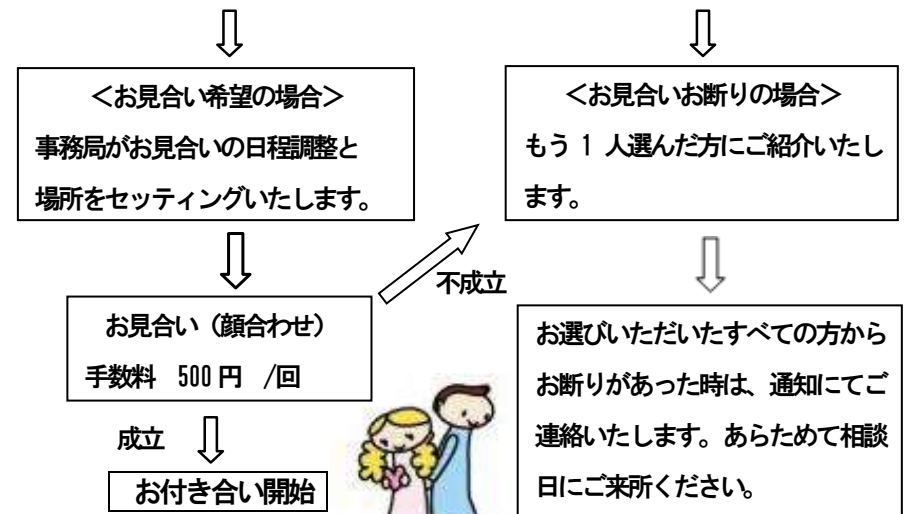 ＜お見合い希望の場合＞
事務局がお見合いの日程調整と
場所をセッティングいたします。
＜お見合いお断りの場合＞
もう 1 人選んだ方にご紹介いたし
ます。
不成立
お見合い（顔合わせ）
手数料　500円　/回
成立
お付き合い開始
お選びいただいたすべての方から
お断りがあった時は、通知にてご
連絡いたします。あらためて相談
日にご来所ください。